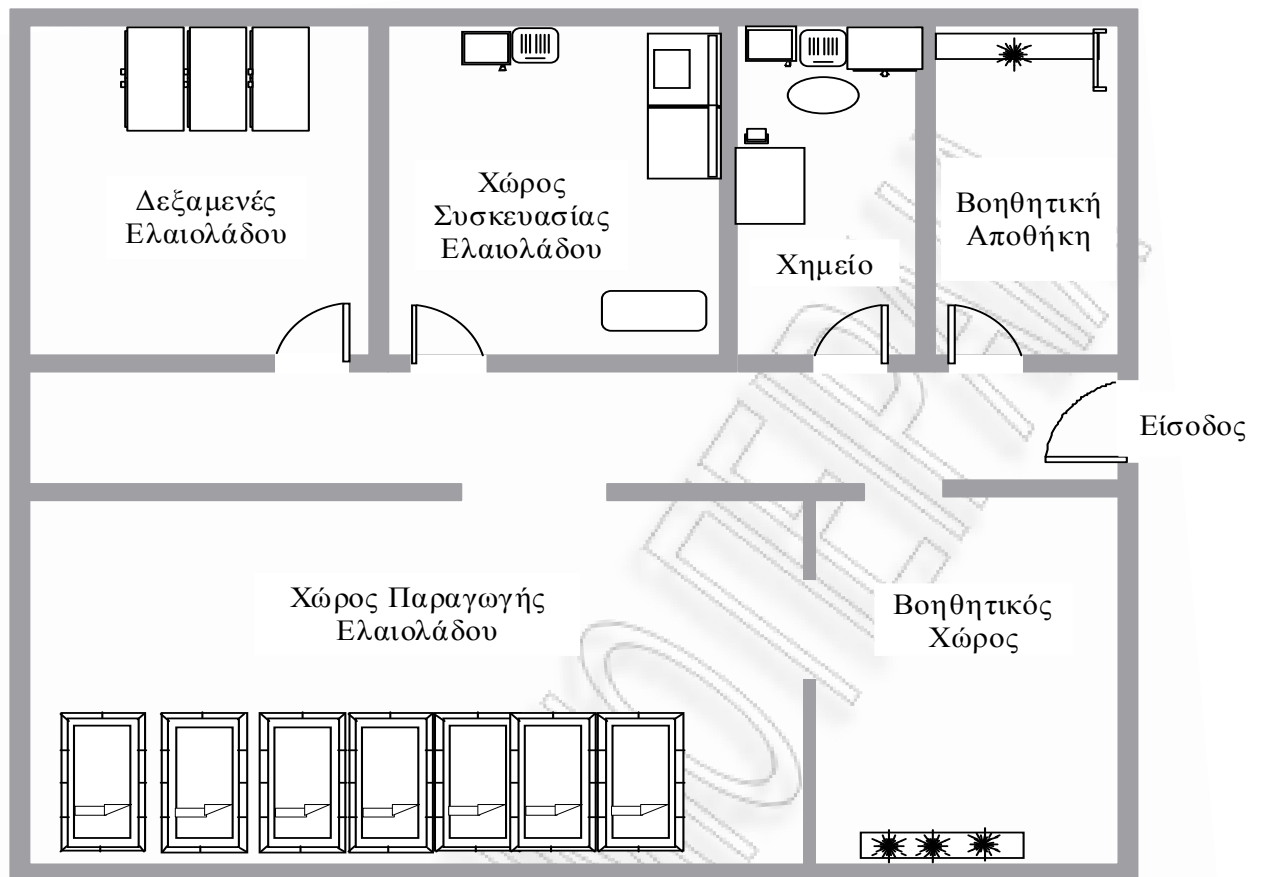 Δεξαμενές
Ελαιολάδου
Χώρος
Συσκευασίας
Ελαιολάδου
Χημείο
Βοηθητική
Αποθήκη
Είσοδος
Χώρος Παραγωγής
Ελαιολάδου
Βοηθητικός
Χώρος